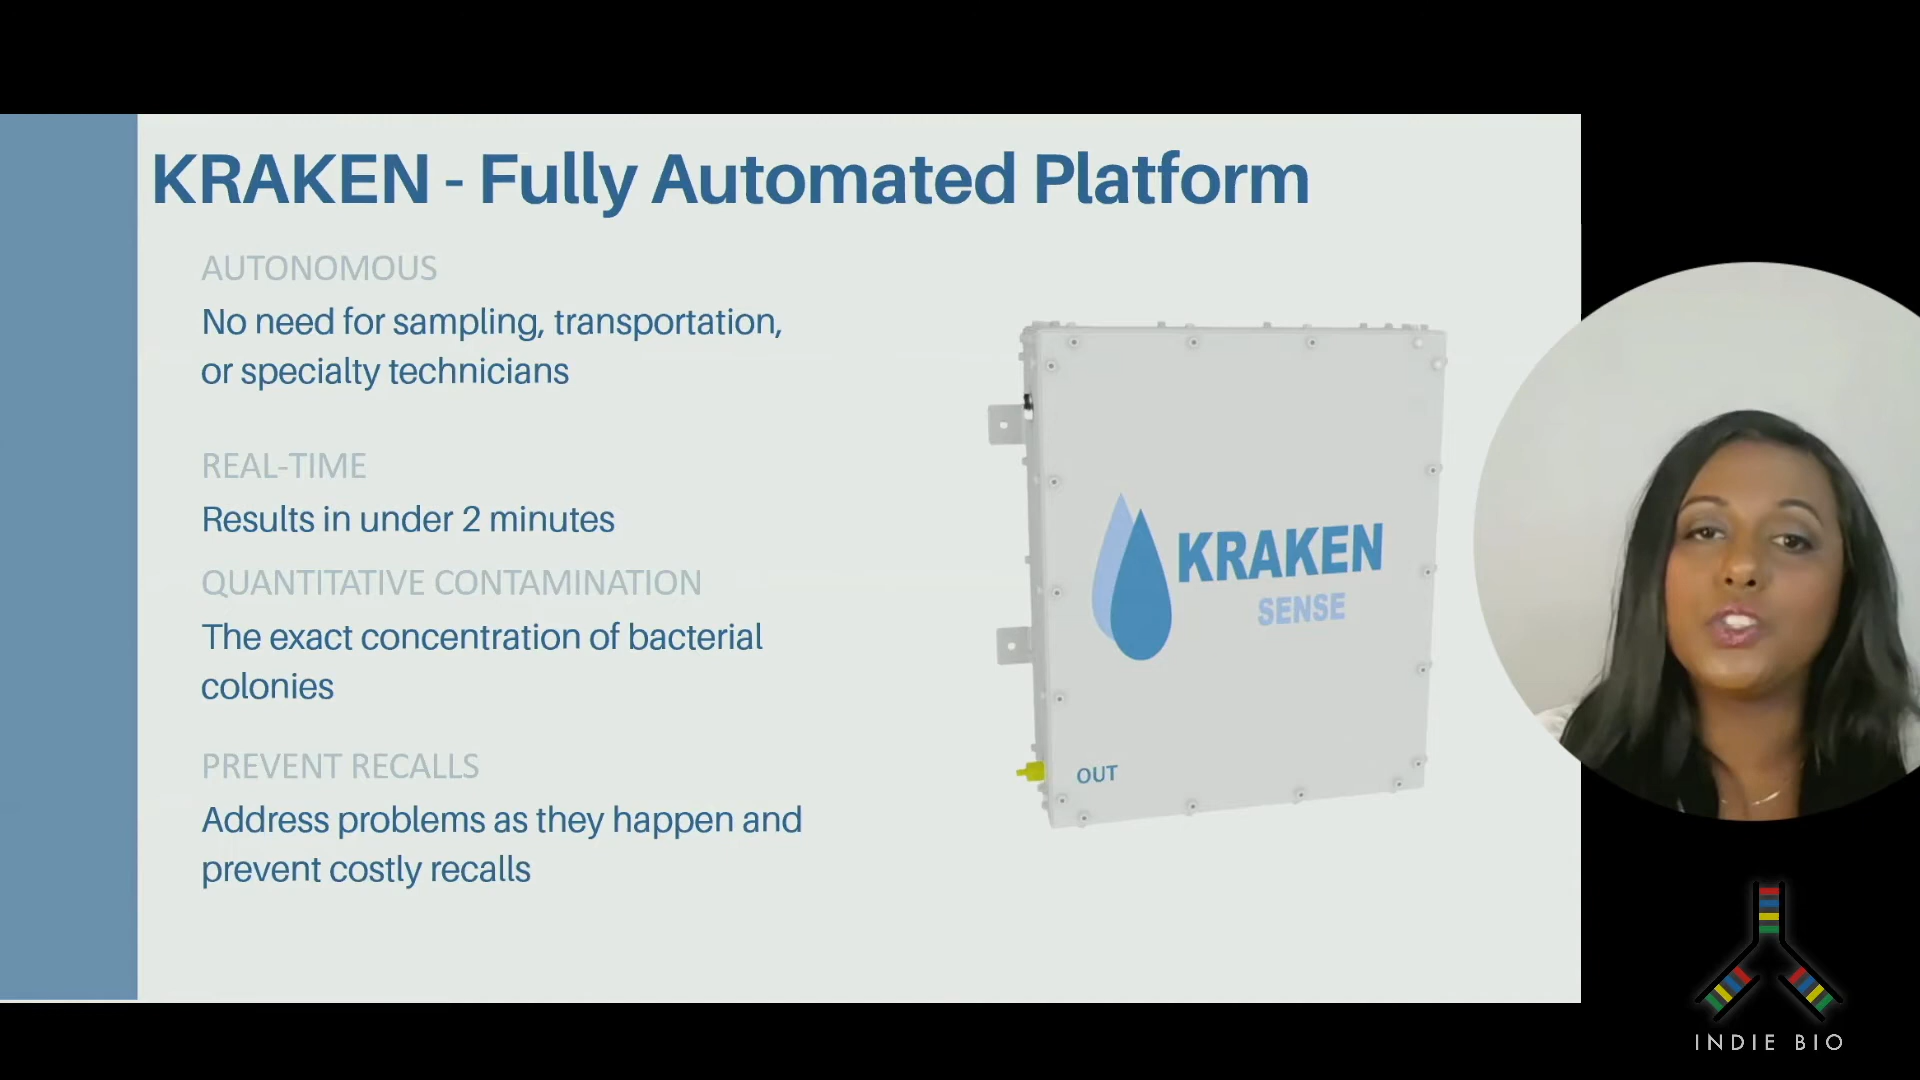 KRAKEN - Fully Automated Platform
AUTONOMOUS
No need for sampling, transportation,
or specialty technicians
REAL-TIME
Results in under 2 minutes
QUANTITATIVE CONTAMINATION
The exact concentration of bacterial
colonies
PREVENT RECALLS
Address problems as they happen and
prevent costly recalls
KRAKEN
SENSE
OUT
INDIE BIO